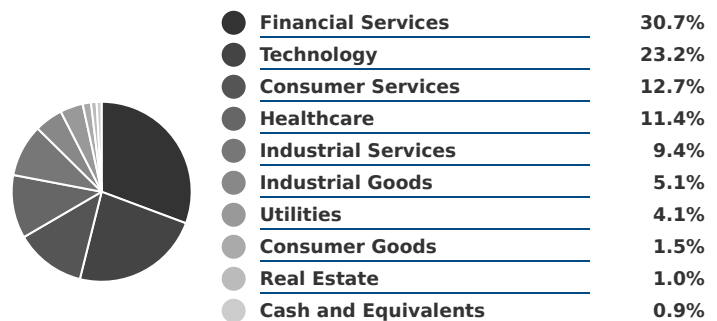 Financial Services 30.7%
Technology 23.2%
Consumer Services 12.7%
Healthcare 11.4%
Industrial Services 9.4%
Industrial Goods 5.1%
Utilities 4.1%
Consumer Goods 1.5%
Real Estate 1.0%
Cash and Equivalents 0.9%